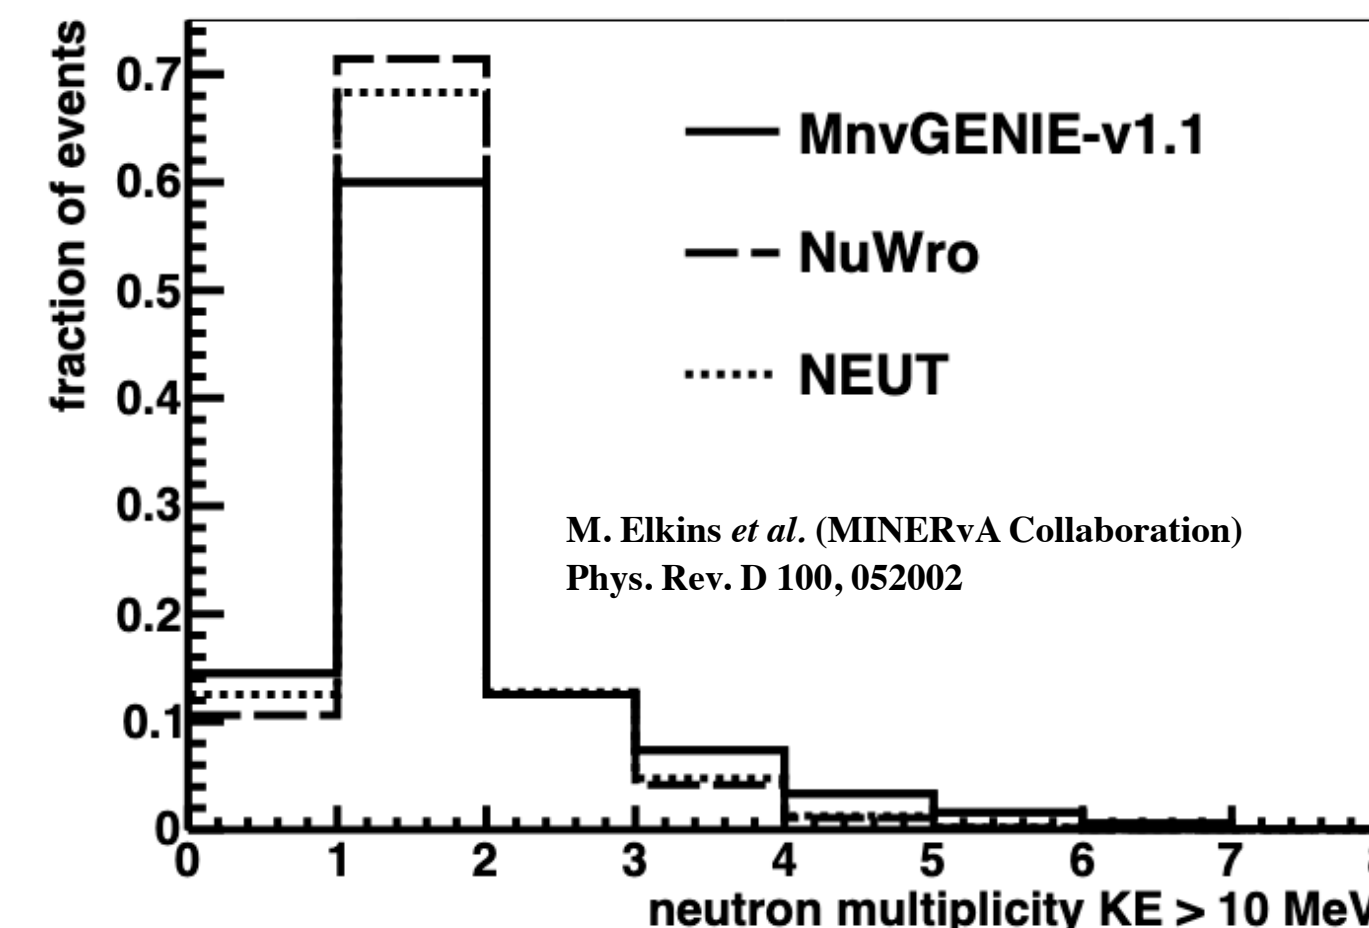 fraction of events
0.7
0.6
0.5
0.4
0.3
0.2
0.1
0
MnvGENIE-v1.1
NuWro
NEUT
M. Elkins et al. (MINERvA Collaboration)
Phys. Rev. D 100, 052002
0 1 2 3 4 5 6 7
neutron multiplicity KE > 10 MeV